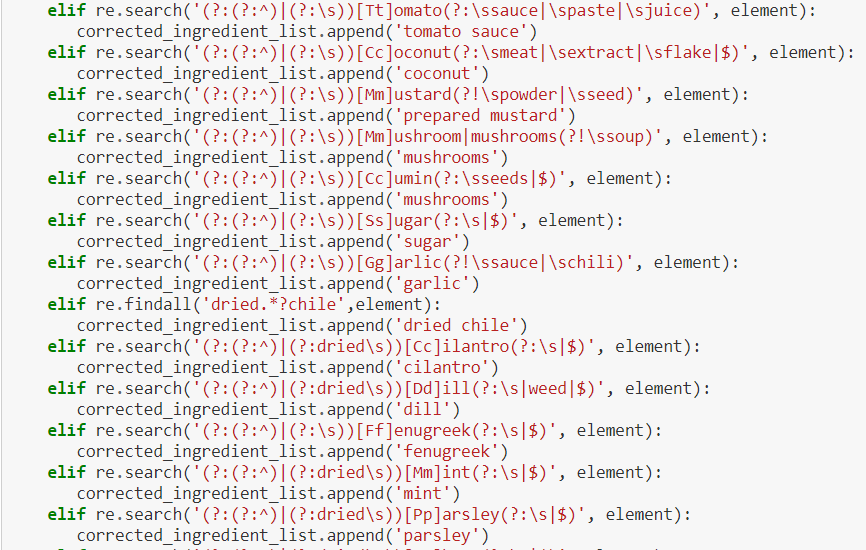 elif re.search('(?:(?:^)|(?:\s))[Tt]omato(?:\ssauce|\spaste|\sjuice)', element):
corrected_ingredient_list.append('tomato sauce')
elif re.search('(?:(?:^)|(?:\s))[Cc]oconut(?:\smeat|\sextract|\sflake|$)', element):
corrected_ingredient_list.append('coconut')
elif re.search('(?:(?:^)|(?:\s))[Mm]ustard(?!\spowder|\sseed)', element):
corrected_ingredient_list.append('prepared mustard')
elif re.search('(?:(?:^)|(?:\s))[Mm]ushroom|mushrooms(?!\ssoup)', element):
corrected_ingredient_list.append('mushrooms')
elif re.search('(?:(?:^)|(?:\s))[Cc]umin(?:\sseeds|$)', element):
corrected_ingredient_list.append('mushrooms')
elif re.search('(?:(?:^)|(?:\s))[Ss]ugar(?:\s|$)', element):
corrected_ingredient_list.append('sugar')
elif re.search('(?:(?:^)|(?:\s))[Gg]arlic(?!\ssauce|\schili)', element):
corrected_ingredient_list.append('garlic')
elif re.findall('dried.*?chile',element):
corrected_ingredient_list.append('dried chile')
elif re.search('(?:(?:^)|(?:dried\s))[Cc]ilantro(?:\s|$)', element):
corrected_ingredient_list.append('cilantro')
elif re.search('(?:(?:^)|(?:dried\s))[Dd]ill(?:\s|weed|$)', element):
corrected_ingredient_list.append('dill')
elif re.search('(?:(?:^)|(?:\s))[Ff]enugreek(?:\s|$)', element):
corrected_ingredient_list.append('fenugreek')
elif re.search('(?:(?:^)|(?:dried\s))[Mm]int(?:\s|$)', element):
corrected_ingredient_list.append('mint')
elif re.search('(?:(?:^)|(?:dried\s))[Pp]arsley(?:\s|$)', element):
corrected_ingredient_list.append('parsley')